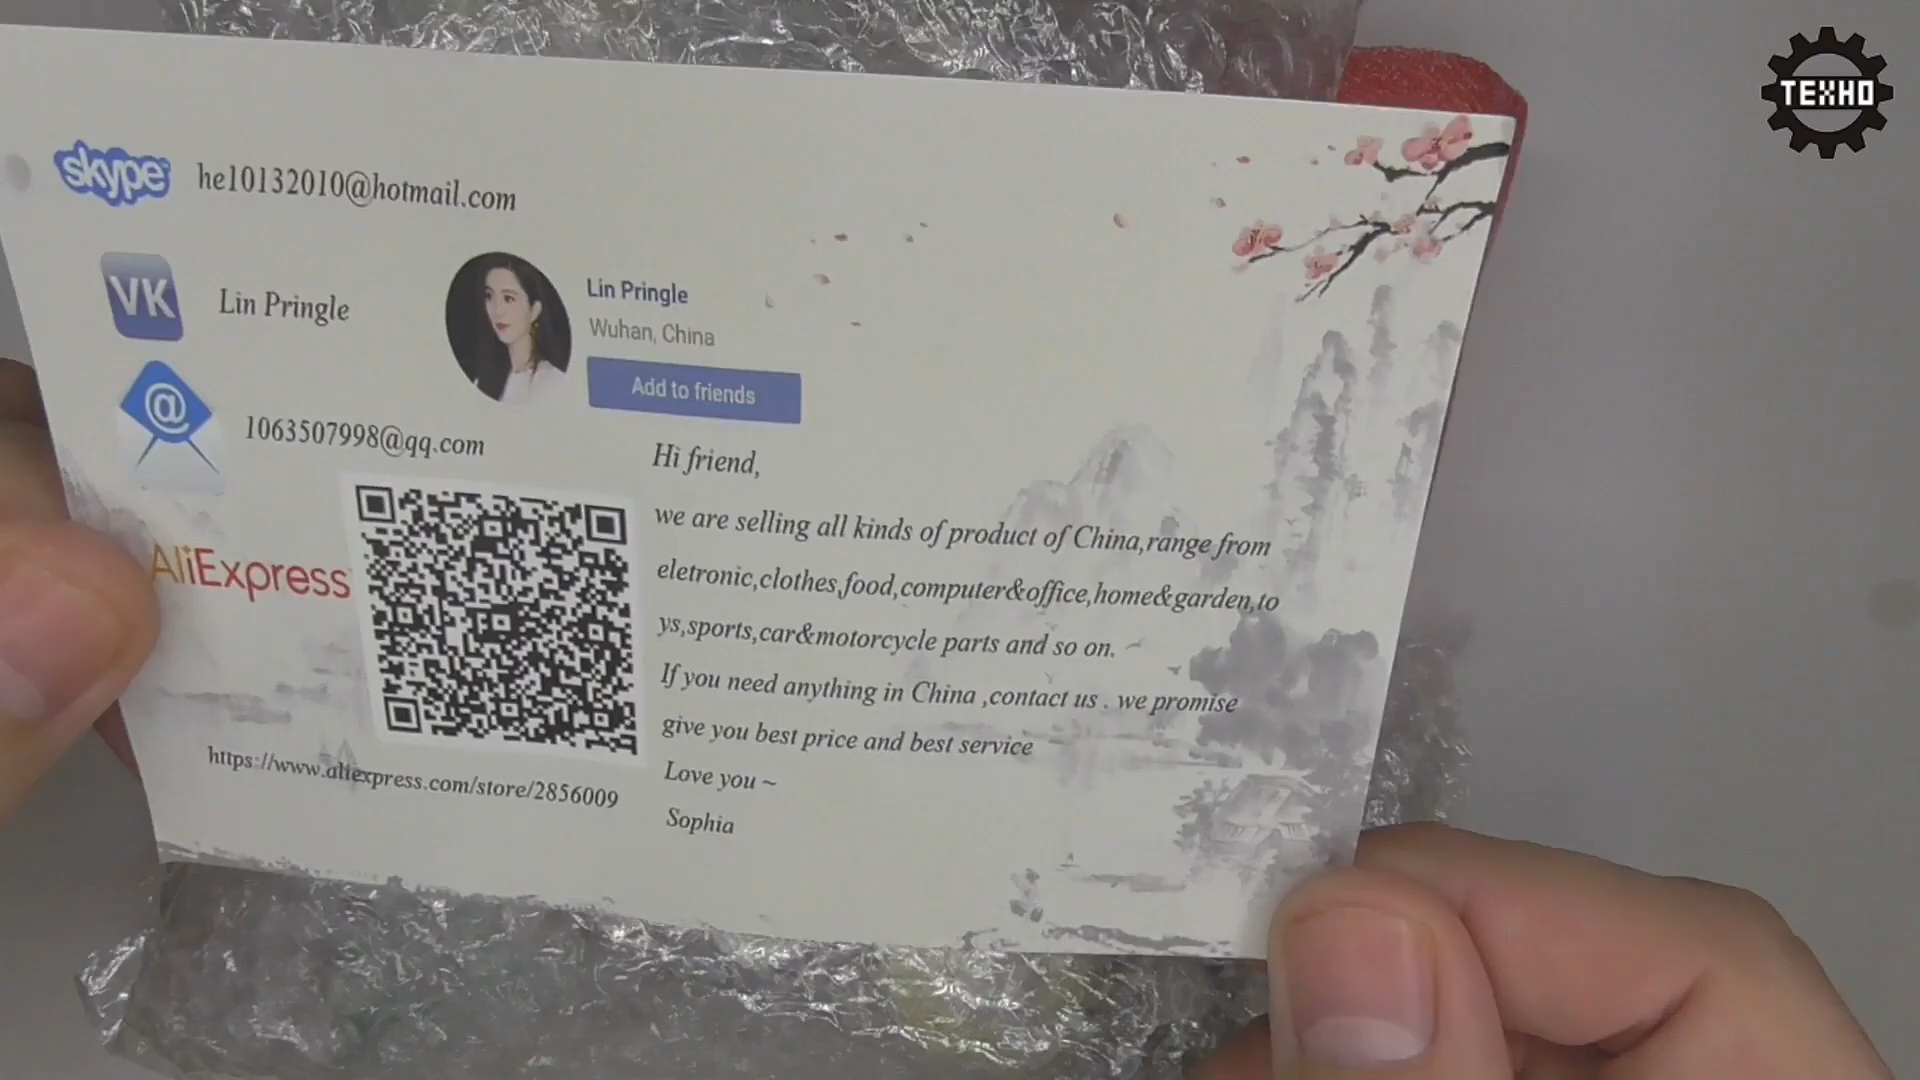 TEXHO
skype
he10132010@hotmail.com
VK
Lin Pringle
Lin Pringle
Wuhan, China
Add to friends
@
1063507998@qq.com
AliExpress
https://www.aliexpress.com/store/2856009
Hi friend,
we are selling all kinds of product of China,range from
eletronic,clothes,food,computer&office,home&garden,to
ys,sports,car&motorcycle parts and so on.
If you need anything in China ,contact us . we promise
give you best price and best service
Love you ~
Sophia